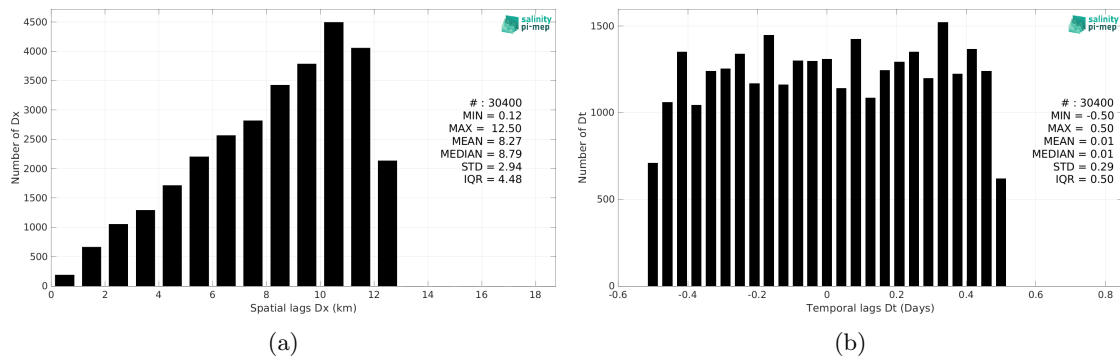 4500
4000
3500
3000
2500
2000
1500
1000
500
0
Number of Dx
salinity
pi-mep
# : 30400
MIN = 0.12
MAX = 12.50
MEAN = 8.27
MEDIAN = 8.79
STD = 2.94
IQR = 4.48
0 2 4 6 8 10 12 14 16 18
Spatial lags Dx (km)
(a)
1500
1000
500
0
Number of Dt
salinity
pi-mep
# : 30400
MIN = -0.50
MAX = 0.50
MEAN = 0.01
MEDIAN = 0.01
STD = 0.29
IQR = 0.50
-0.6 -0.4 -0.2 0 0.2 0.4 0.6 0.8
Temporal lags Dt (Days)
(b)